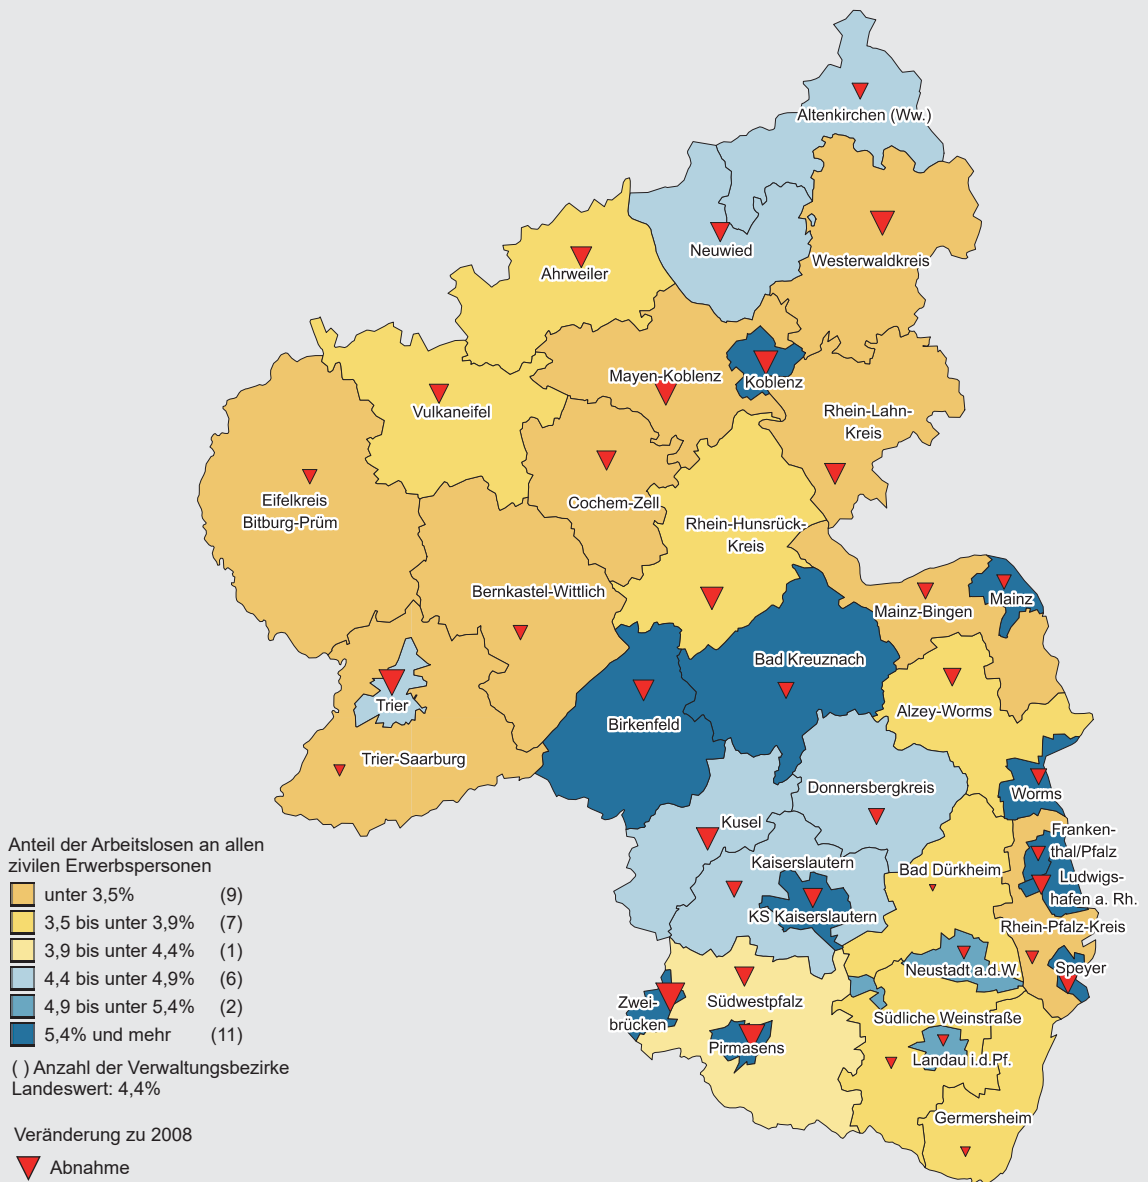 Altenkirchen (Ww.)
Neuwied
Westerwaldkreis
Ahrweiler
Mayen-Koblenz
Koblenz
Vulkaneifel
Rhein-Lahn-
Kreis
Eifelkreis
Bitburg-Prüm
Cochem-Zell
Rhein-Hunsrück-
Kreis
Bernkastel-Wittlich
Mainz-Bingen
Mainz
Bad Kreuznach
Trier
Birkenfeld
Alzey-Worms
Trier-Saarburg
Donnersbergkreis
Worms
Kusel
Franken-
thal/Pfalz
Kaiserslautern
Bad Dürkheim
Ludwigs-
hafen a. Rh.
KS Kaiserslautern
Rhein-Pfalz-Kreis
Neustadt a.d.W.
Speyer
Zwei-
brücken
Südwestpfalz
Südliche Weinstraße
Pirmasens
Landau i.d.Pf.
Germersheim
Anteil der Arbeitslosen an allen
zivilen Erwerbspersonen
unter 3,5% (9)
3,5 bis unter 3,9% (7)
3,9 bis unter 4,4% (1)
4,4 bis unter 4,9% (6)
4,9 bis unter 5,4% (2)
5,4% und mehr (11)
( ) Anzahl der Verwaltungsbezirke
Landeswert: 4,4%
Veränderung zu 2008
Abnahme